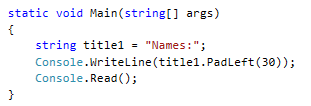 static void Main(string[] args)
{
    string title1 = "Names:";
    Console.WriteLine(title1.PadLeft(30));
    Console.Read();
}